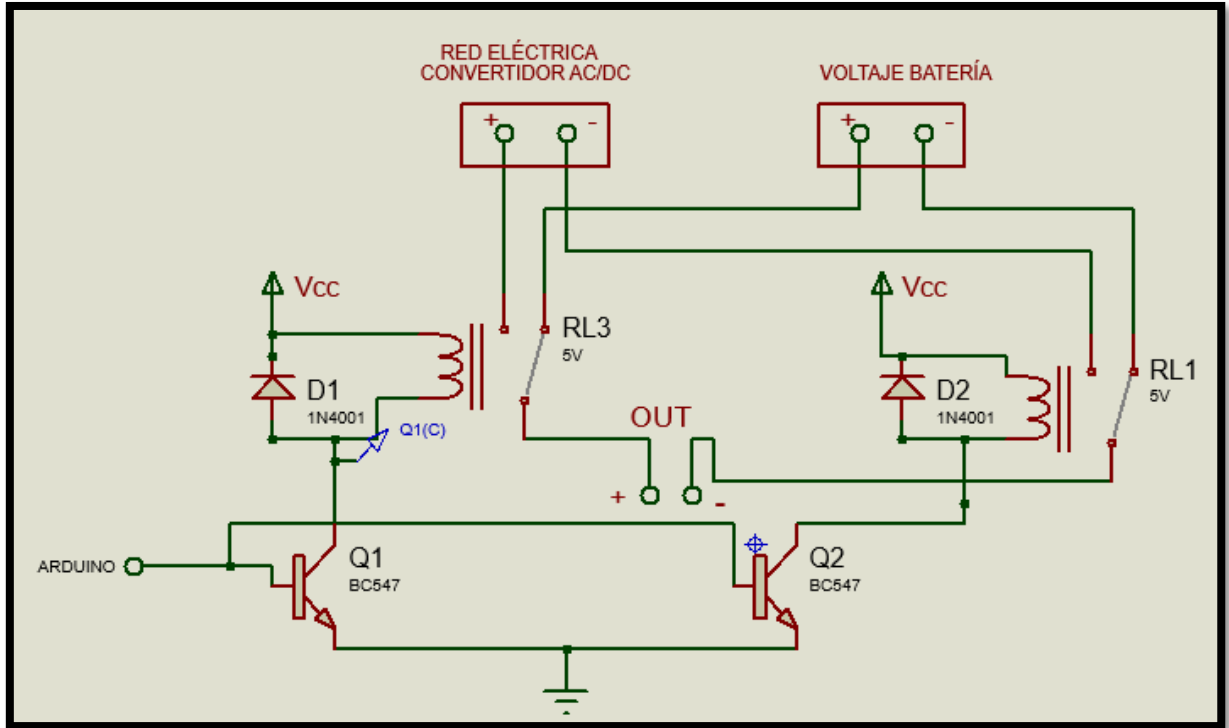 RED ELÉCTRICA
CONVERTIDOR AC/DC
VOLTAJE BATERÍA
+ -
+ -
Vcc
Vcc
RL3
5V
RL1
5V
D1
1N4001
D2
1N4001
Q1(C)
OUT
+ -
ARDUINO
Q1
BC547
Q2
BC547